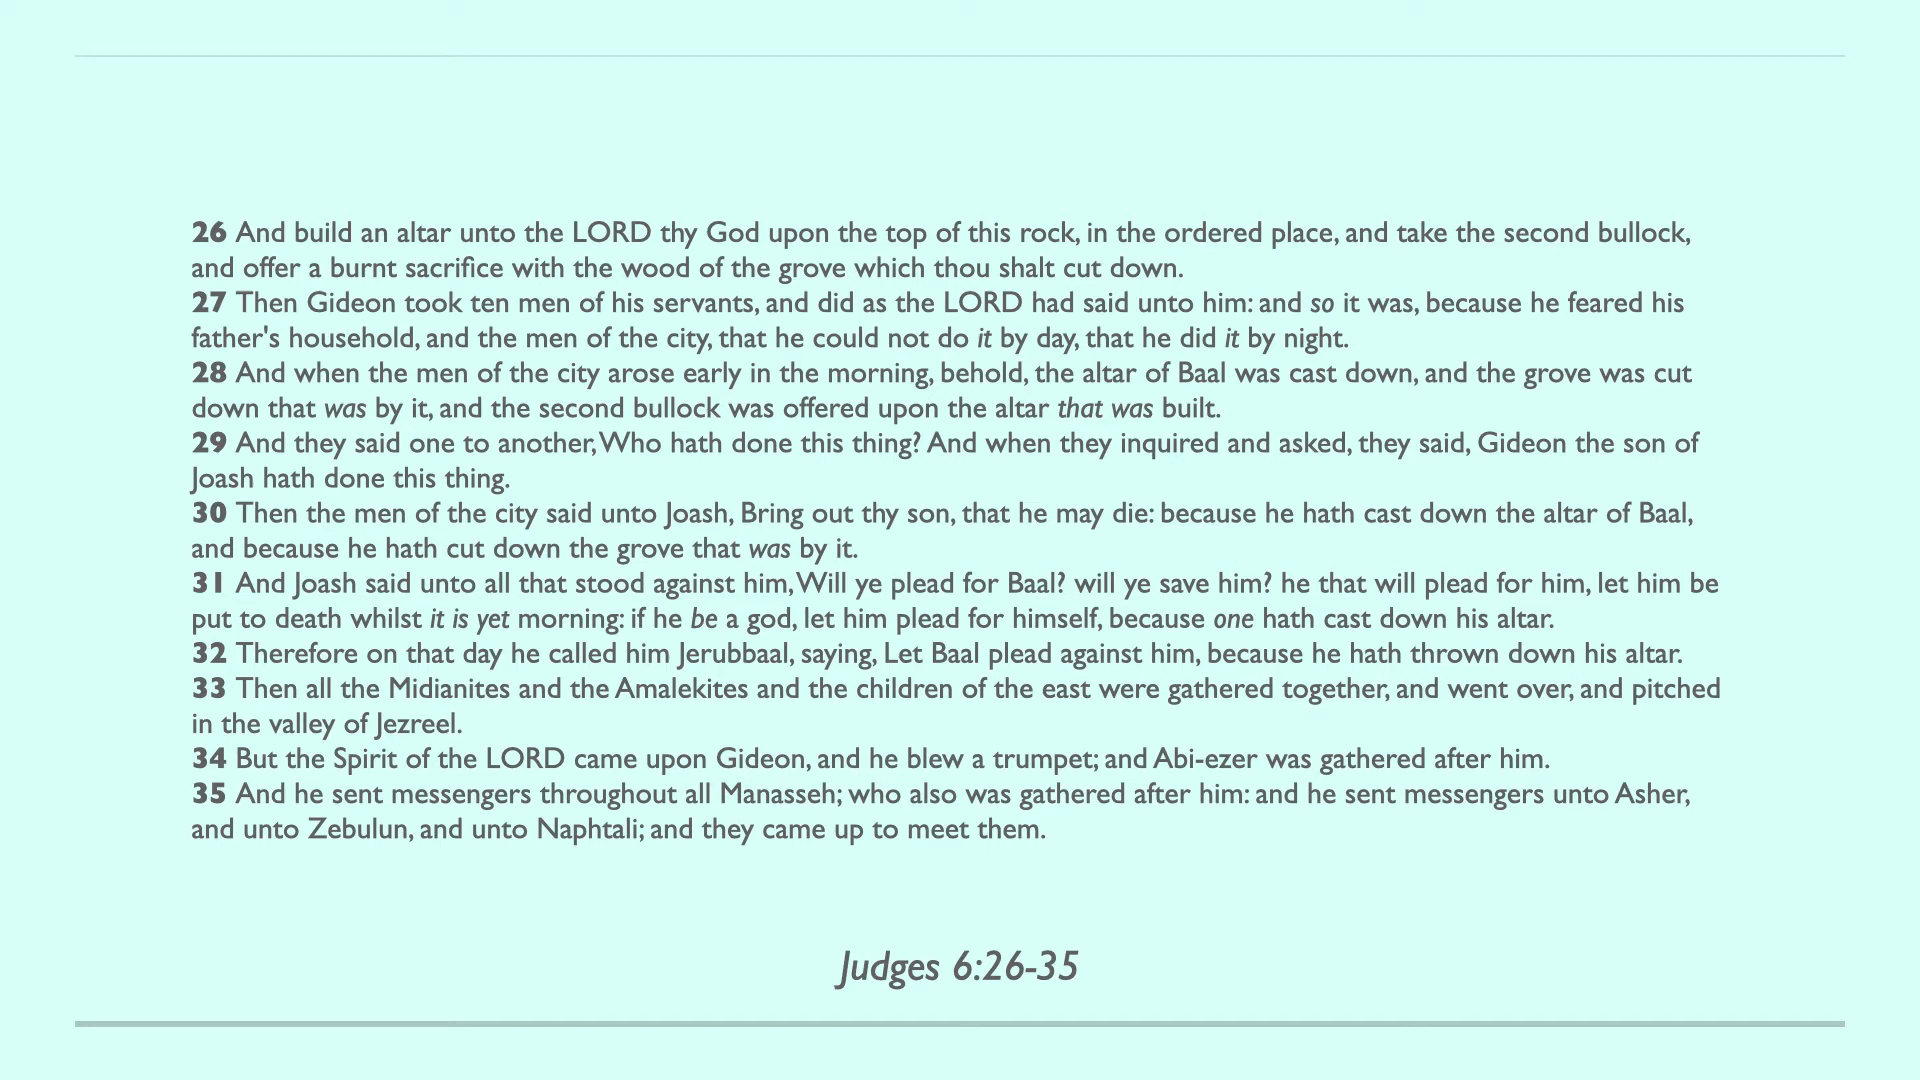 26 And build an altar unto the LORD thy God upon the top of this rock, in the ordered place, and take the second bullock,
and offer a burnt sacrifice with the wood of the grove which thou shalt cut down.
27 Then Gideon took ten men of his servants, and did as the LORD had said unto him: and so it was, because he feared his
father's household, and the men of the city, that he could not do it by day, that he did it by night.
28 And when the men of the city arose early in the morning, behold, the altar of Baal was cast down, and the grove was cut
down that was by it, and the second bullock was offered upon the altar that was built.
29 And they said one to another, Who hath done this thing? And when they inquired and asked, they said, Gideon the son of
Joash hath done this thing.
30 Then the men of the city said unto Joash, Bring out thy son, that he may die: because he hath cast down the altar of Baal,
and because he hath cut down the grove that was by it.
31 And Joash said unto all that stood against him, Will ye plead for Baal? will ye save him? he that will plead for him, let him be
put to death whilst it is yet morning: if he be a god, let him plead for himself, because one hath cast down his altar.
32 Therefore on that day he called him Jerubbaal, saying, Let Baal plead against him, because he hath thrown down his altar.
33 Then all the Midianites and the Amalekites and the children of the east were gathered together, and went over, and pitched
in the valley of Jezreel.
34 But the Spirit of the LORD came upon Gideon, and he blew a trumpet; and Abi-ezer was gathered after him.
35 And he sent messengers throughout all Manasseh; who also was gathered after him: and he sent messengers unto Asher,
and unto Zebulun, and unto Naphtali; and they came up to meet them.
Judges 6:26-35